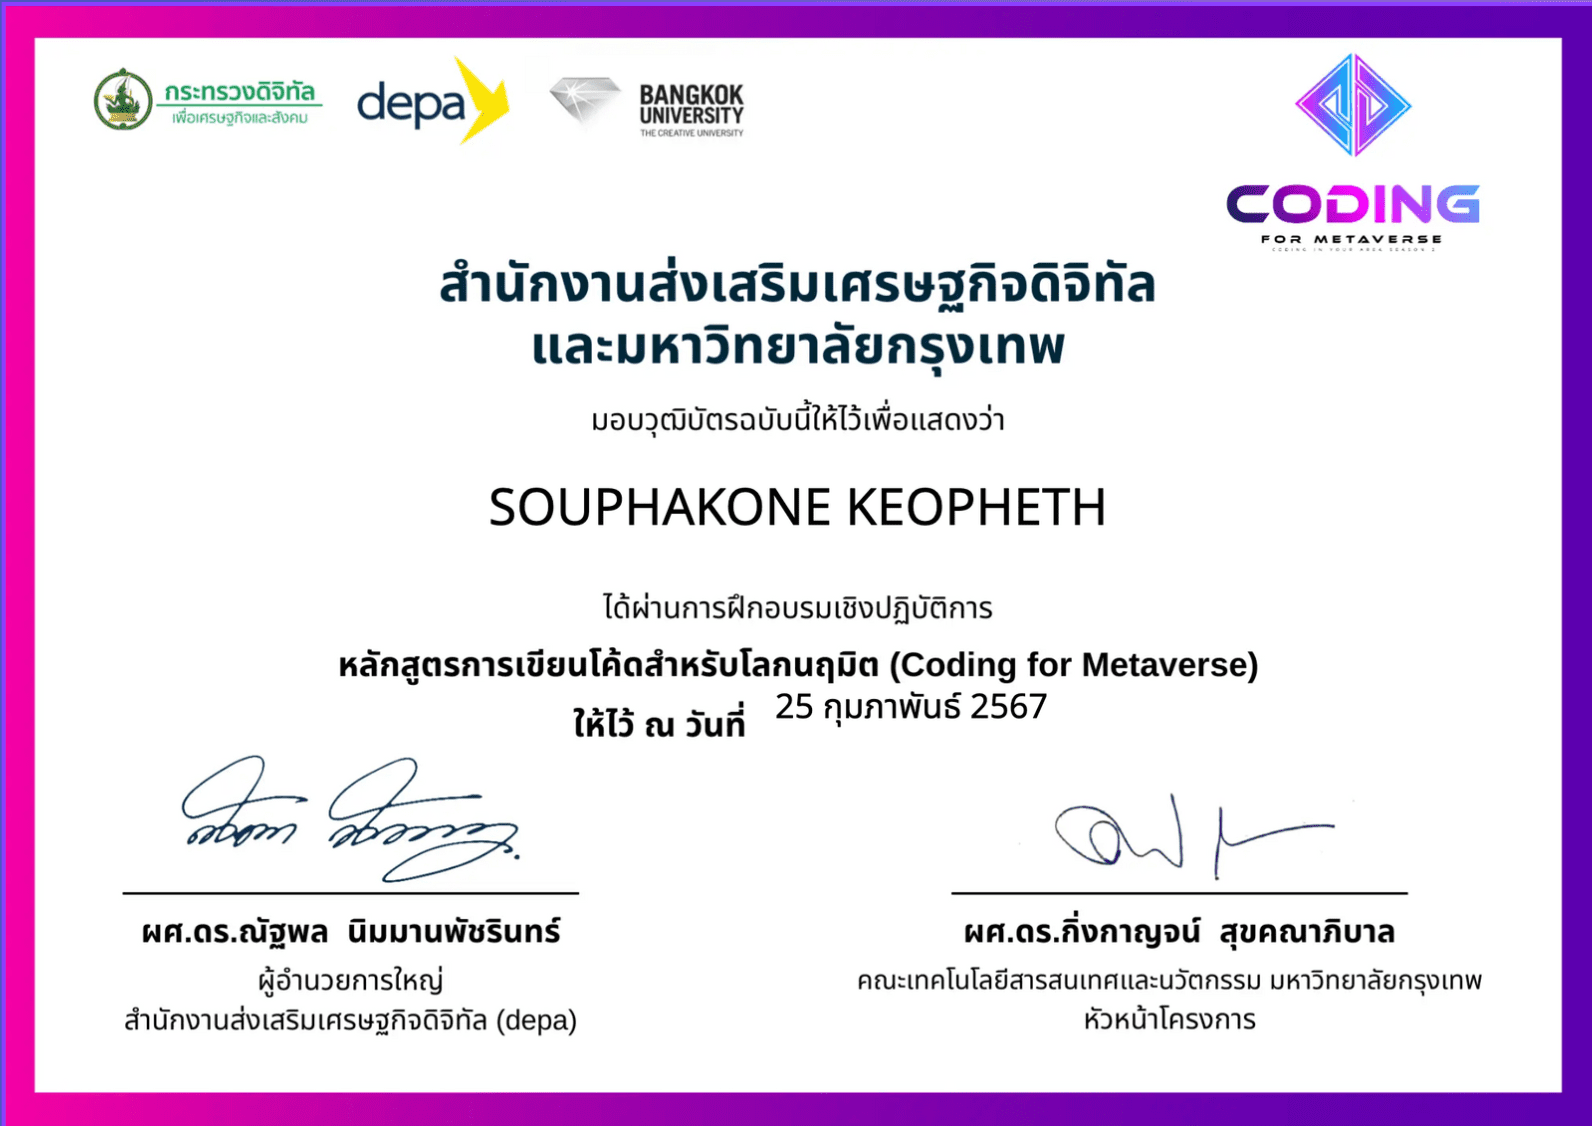 กระทรวงดิจิทัล
เพื่อเศรษฐกิจและสังคม
depa
BANGKOK
UNIVERSITY
THE CREATIVE UNIVERSITY
CODING
FOR METAVERSE
CODING IN YOUR AREA SEASON 2
สำนักงานส่งเสริมเศรษฐกิจดิจิทัล
และมหาวิทยาลัยกรุงเทพ
มอบวุฒิบัตรฉบับนี้ให้ไว้เพื่อแสดงว่า
SOUPHAKONE KEOPHETH
ได้ผ่านการฝึกอบรมเชิงปฏิบัติการ
หลักสูตรการเขียนโค้ดสำหรับโลกนฤมิต (Coding for Metaverse)
ให้ไว้ ณ วันที่ 25 กุมภาพันธ์ 2567
ผศ.ดร.ณัฐพล นิมมานพัชรินทร์
ผู้อำนวยการใหญ่
สำนักงานส่งเสริมเศรษฐกิจดิจิทัล (depa)
ผศ.ดร.กิ่งกาญจน์ สุขคณาภิบาล
คณะเทคโนโลยีสารสนเทศและนวัตกรรม มหาวิทยาลัยกรุงเทพ
หัวหน้าโครงการ